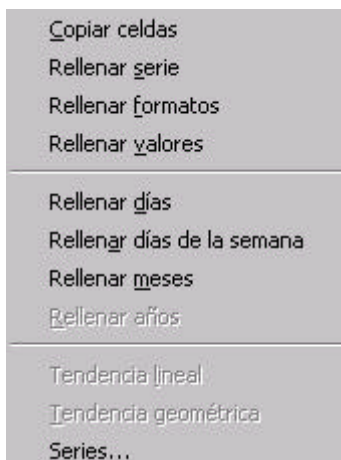 Copiar celdas
Rellenar serie
Rellenar formatos
Rellenar valores
Rellenar días
Rellenar días de la semana
Rellenar meses
Rellenar años
Tendencia lineal
Tendencia geométrica
Series...